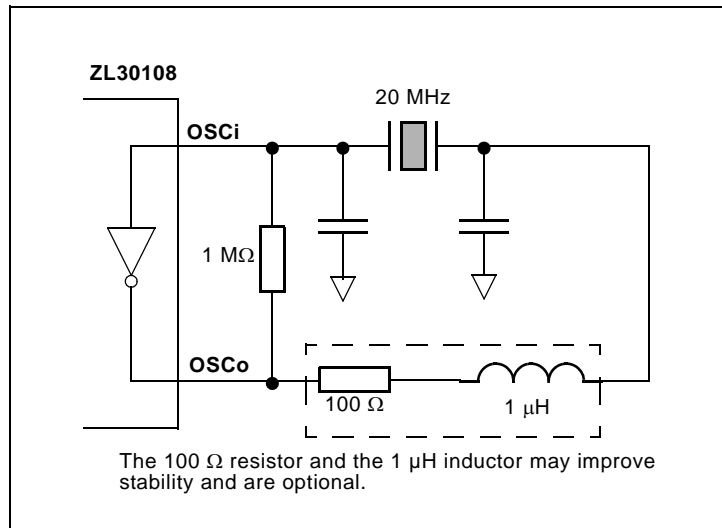 ZL30108
20 MHz
OSCi
1 MΩ
OSCo
100 Ω
1 µH
The 100 Ω resistor and the 1 µH inductor may improve
stability and are optional.